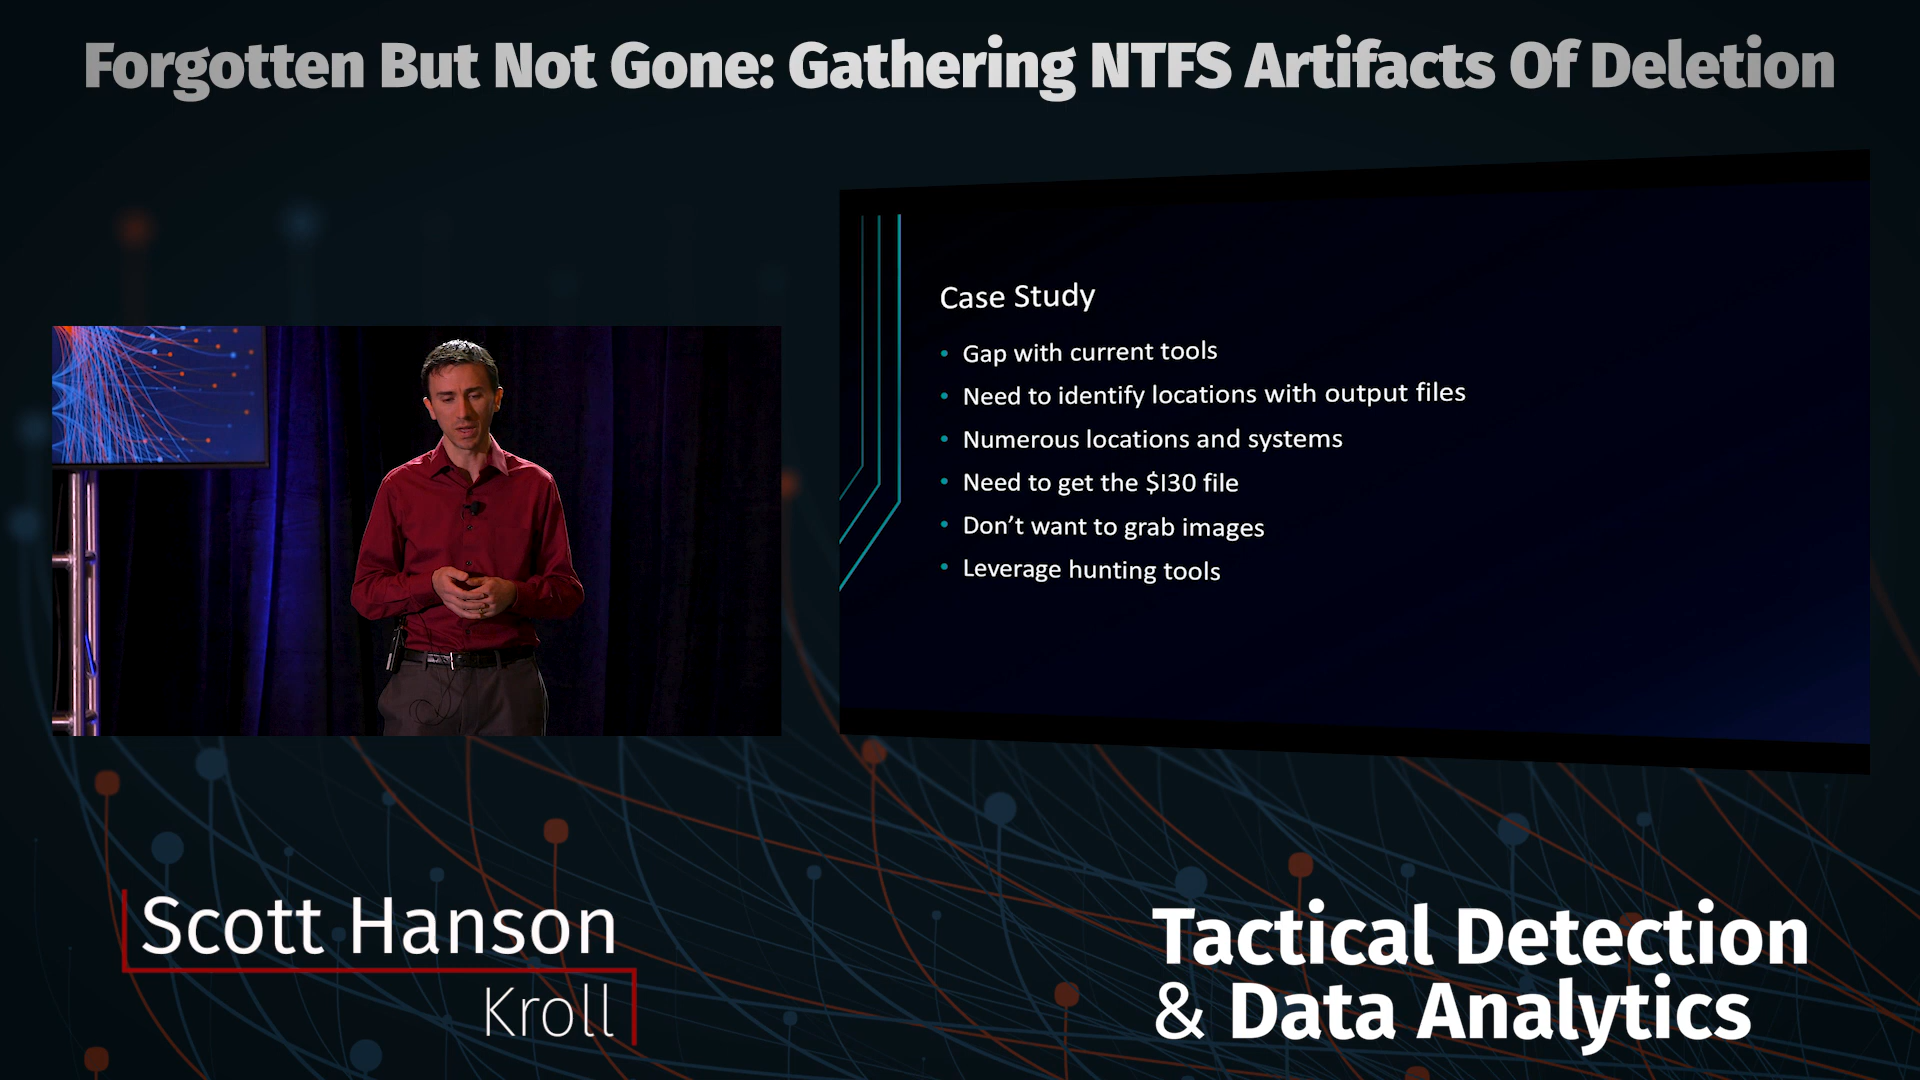 Forgotten But Not Gone: Gathering NTFS Artifacts Of Deletion
Case Study
• Gap with current tools
• Need to identify locations with output files
• Numerous locations and systems
• Need to get the $I30 file
• Don’t want to grab images
• Leverage hunting tools
Scott Hanson
Kroll
Tactical Detection
& Data Analytics